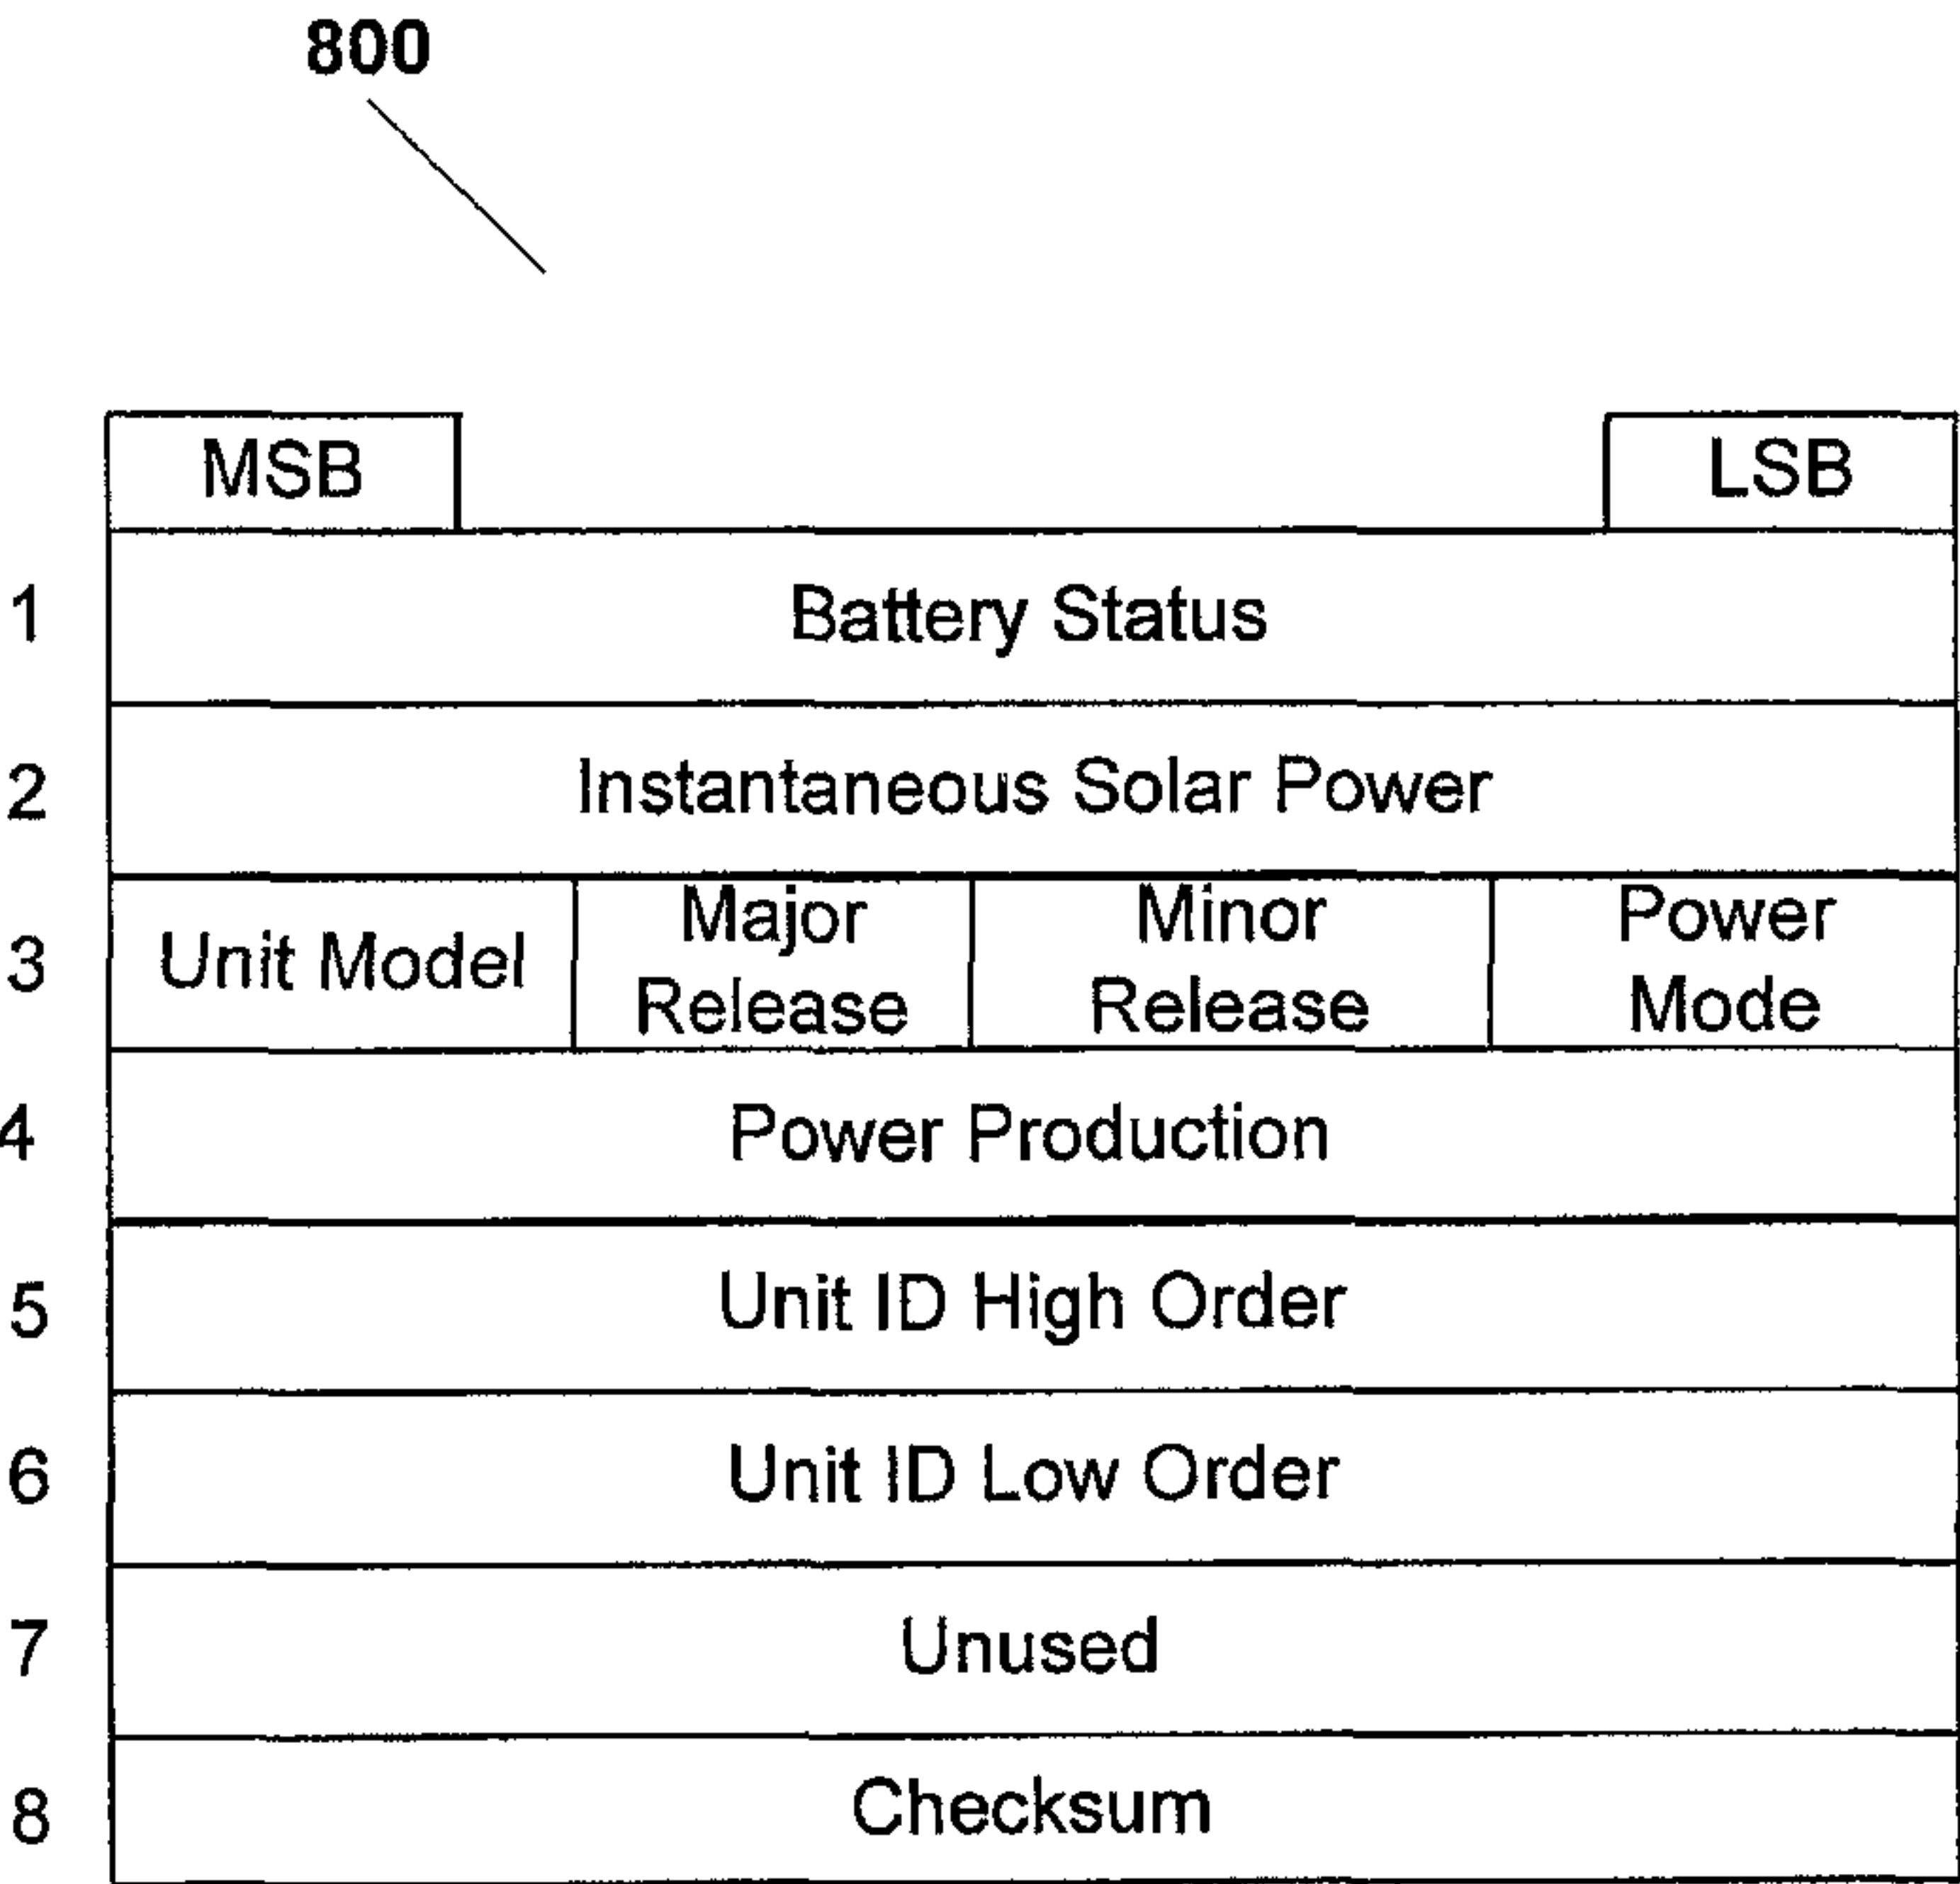 800
MSB LSB
1 Battery Status
2 Instantaneous Solar Power
3 Unit Model Major Release Minor Release Power Mode
4 Power Production
5 Unit ID High Order
6 Unit ID Low Order
7 Unused
8 Checksum